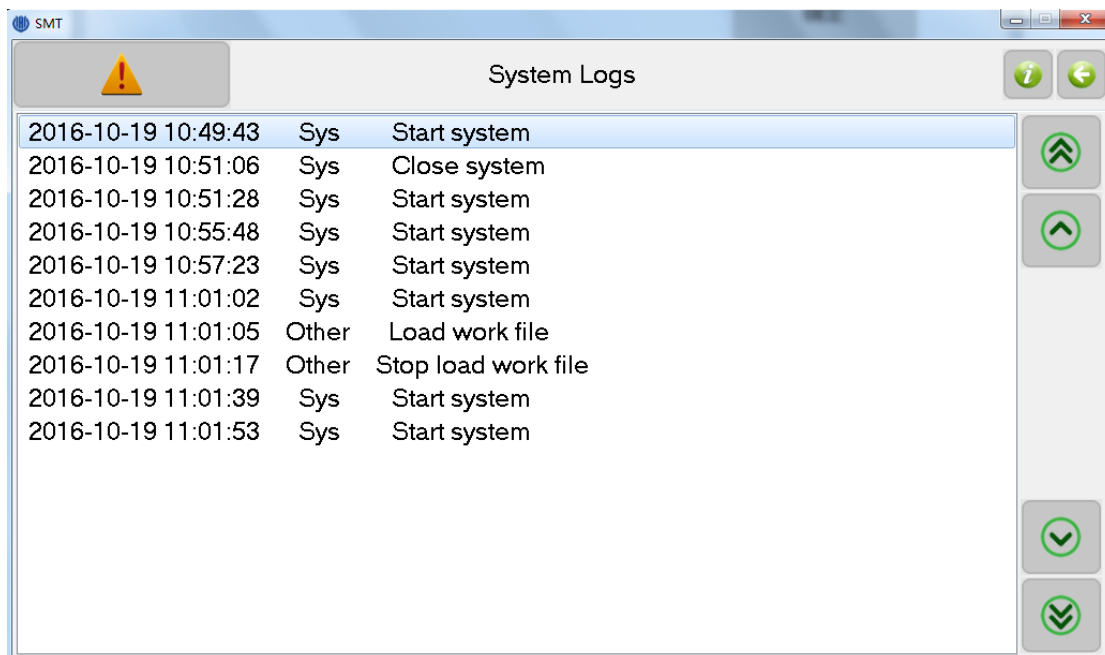 SMT
System Logs
2016-10-19 10:49:43 Sys Start system
2016-10-19 10:51:06 Sys Close system
2016-10-19 10:51:28 Sys Start system
2016-10-19 10:55:48 Sys Start system
2016-10-19 10:57:23 Sys Start system
2016-10-19 11:01:02 Sys Start system
2016-10-19 11:01:05 Other Load work file
2016-10-19 11:01:17 Other Stop load work file
2016-10-19 11:01:39 Sys Start system
2016-10-19 11:01:53 Sys Start system